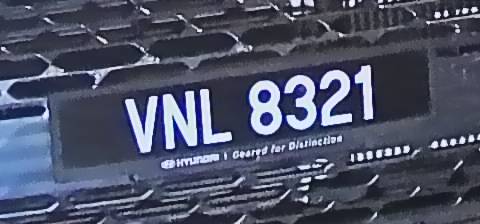 VNL 8321
HYUNDAI | Geared for Distinction